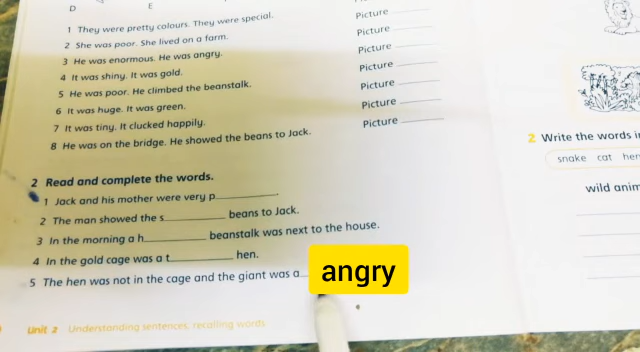 D E
1 They were pretty colours. They were special. Picture
2 She was poor. She lived on a farm. Picture
3 He was enormous. He was angry. Picture
4 It was shiny. It was gold. Picture
5 He was poor. He climbed the beanstalk. Picture
6 It was huge. It was green. Picture
7 It was tiny. It clucked happily. Picture
8 He was on the bridge. He showed the beans to Jack.
2 Read and complete the words.
1 Jack and his mother were very p__________.
2 The man showed the s__________ beans to Jack.
3 In the morning a h__________ beanstalk was next to the house.
4 In the gold cage was a t__________ hen.
5 The hen was not in the cage and the giant was a
angry
Unit 2 Understanding sentences, recalling words
2 Write the words
snake cat hen
wild